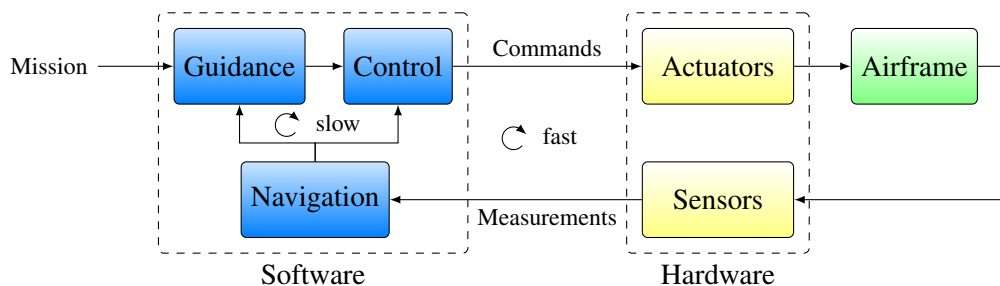 Mission
Guidance
Control
Commands
Actuators
Airframe
slow
fast
Navigation
Measurements
Sensors
Software
Hardware